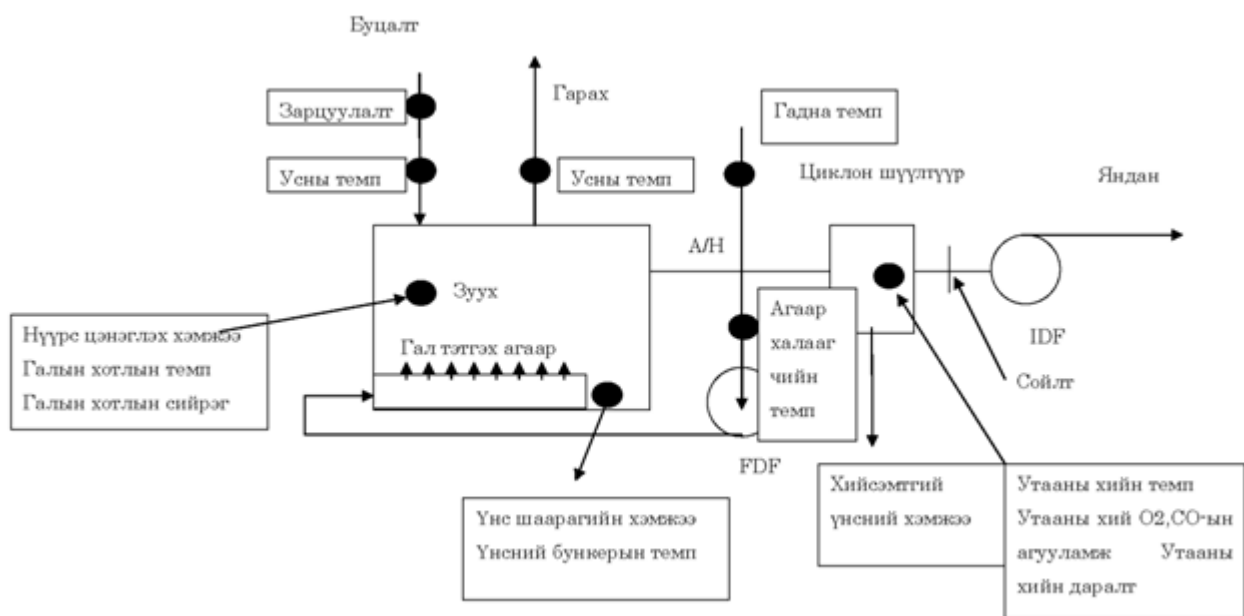 Буцалт
Гарах
Зарцуулалт
Гадна темп
Усны темп
Усны темп
Циклон шүүлтүүр
Яндан
А/Н
Зуух
Нүүрс цэнэглэх хэмжээ
Галын хотлын темп
Галын хотлын сийрэг
Гал тэтгэх агаар
Агаар
халааг
чийн
темп
IDF
Сойлт
FDF
Үнс шаарагийн хэмжээ
Үнсний бункерын темп
Хийсэмтгий
үнсний хэмжээ
Утааны хийн темп
Утааны хий О2,СО-ын
агууламж Утааны
хийн даралт